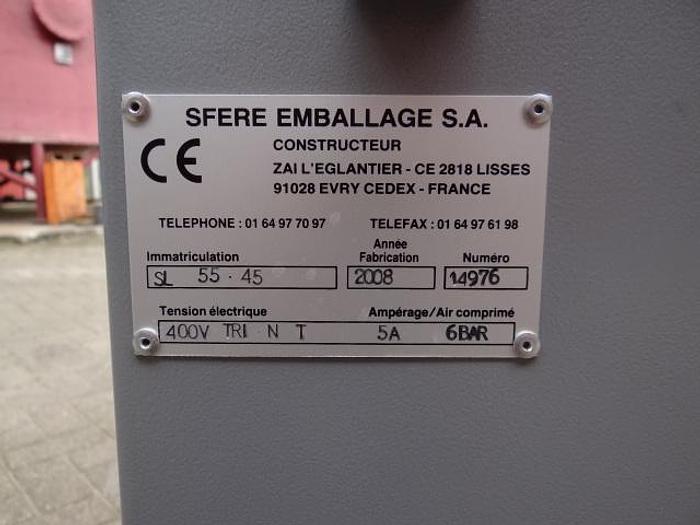 SFERE EMBALLAGE S.A.
CE
CONSTRUCTEUR
ZAI L'EGLANTIER - CE 2818 LISSES
91028 EVRY CEDEX - FRANCE
TELEPHONE : 01 64 97 70 97 TELEFAX : 01 64 97 61 98
Immatriculation Année Fabrication Numéro
SL 55 · 45 2008 14976
Tension électrique Ampérage/Air comprimé
400V TRI · N T 5A 6BAR